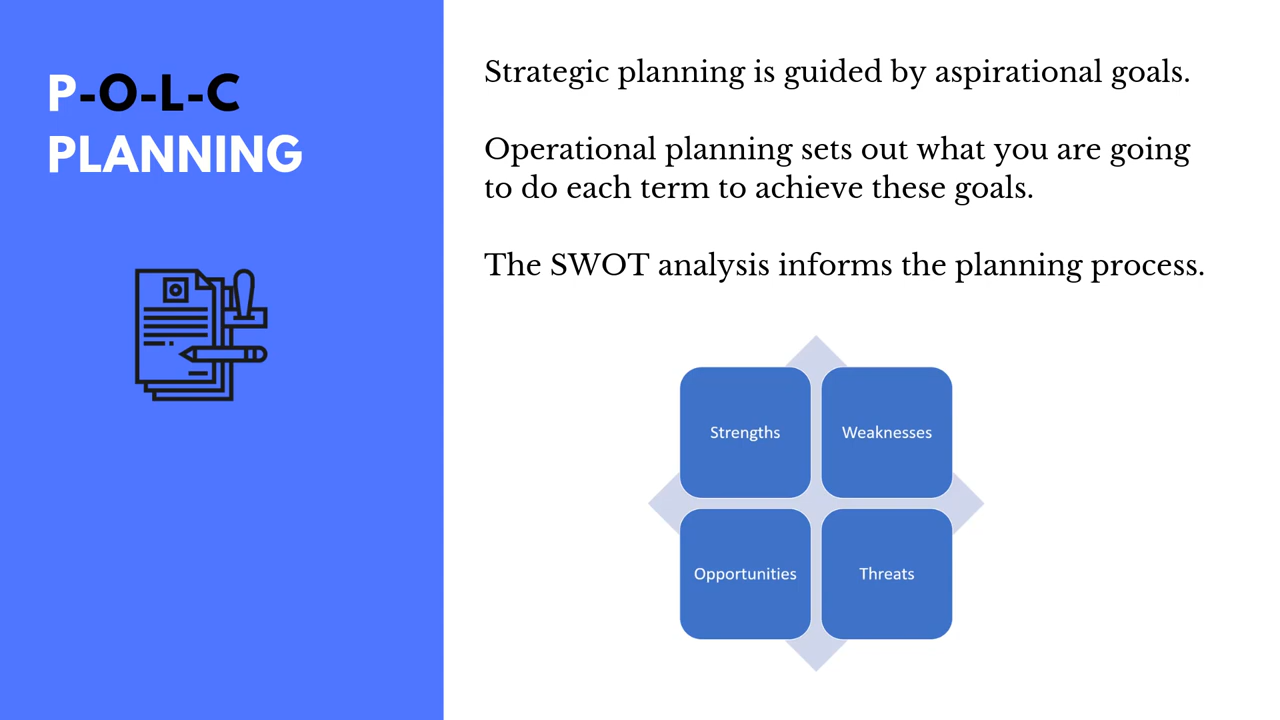 P-O-L-C
PLANNING
Strategic planning is guided by aspirational goals.
Operational planning sets out what you are going
to do each term to achieve these goals.
The SWOT analysis informs the planning process.
Strengths
Weaknesses
Opportunities
Threats